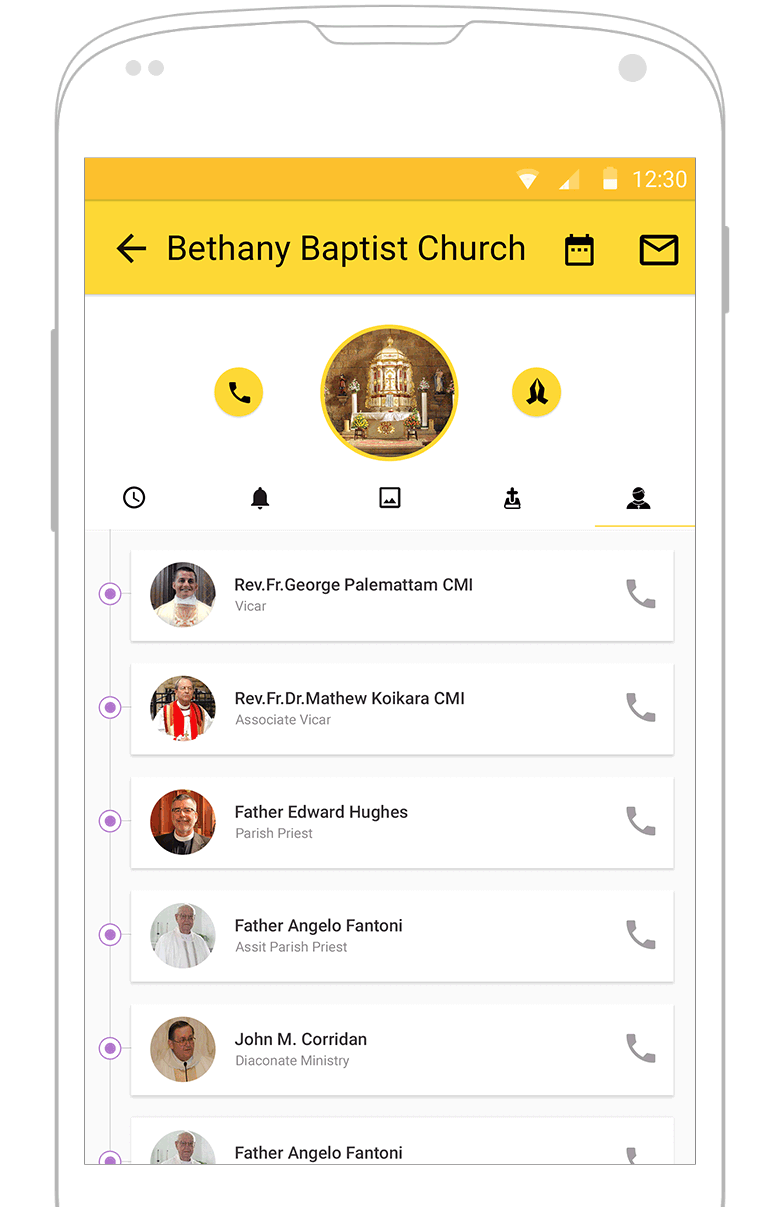 12:30
Bethany Baptist Church
Rev.Fr.George Palemattam CMI
Vicar
Rev.Fr.Dr.Mathew Koikara CMI
Associate Vicar
Father Edward Hughes
Parish Priest
Father Angelo Fantoni
Assit Parish Priest
John M. Corridan
Diaconate Ministry
Father Angelo Fantoni